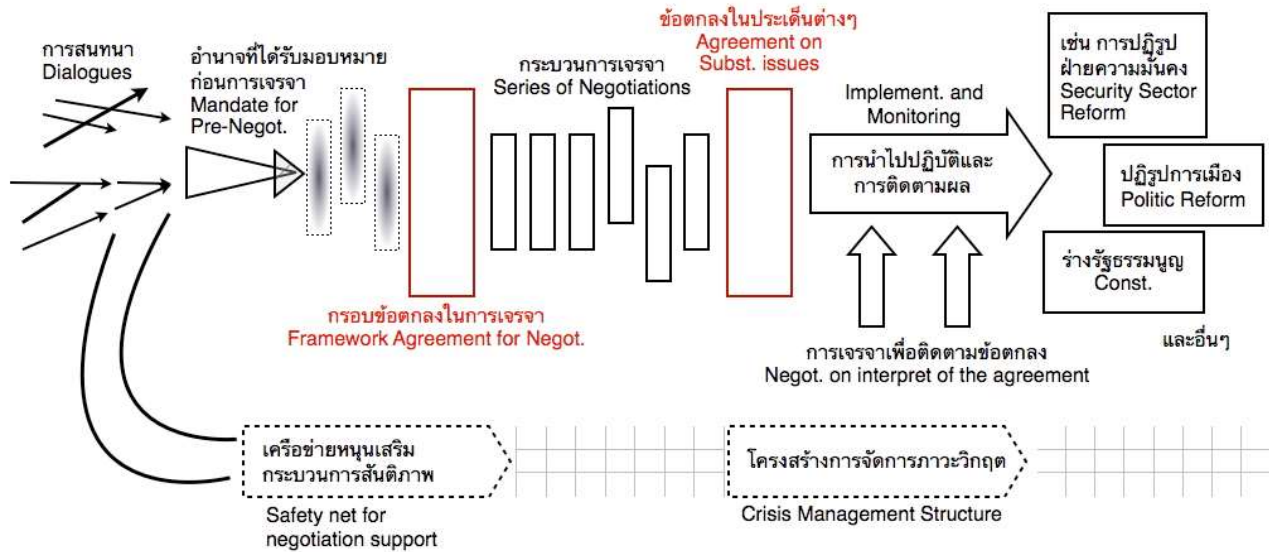 การสนทนา
Dialogues
อำนาจที่ได้รับมอบหมาย
ก่อนการเจรจา
Mandate for
Pre-Negot.
กรอบข้อตกลงในการเจรจา
Framework Agreement for Negot.
กระบวนการเจรจา
Series of Negotiations
ข้อตกลงในประเด็นต่างๆ
Agreement on
Subst. issues
Implement. and
Monitoring
การนำไปปฏิบัติและ
การติดตามผล
การเจรจาเพื่อติดตามข้อตกลง
Negot. on interpret of the agreement
เช่น การปฏิรูป
ฝ่ายความมั่นคง
Security Sector
Reform
ปฏิรูปการเมือง
Politic Reform
ร่างรัฐธรรมนูญ
Const.
และอื่นๆ
เครือข่ายหนุนเสริม
กระบวนการสันติภาพ
Safety net for
negotiation support
โครงสร้างการจัดการภาวะวิกฤต
Crisis Management Structure